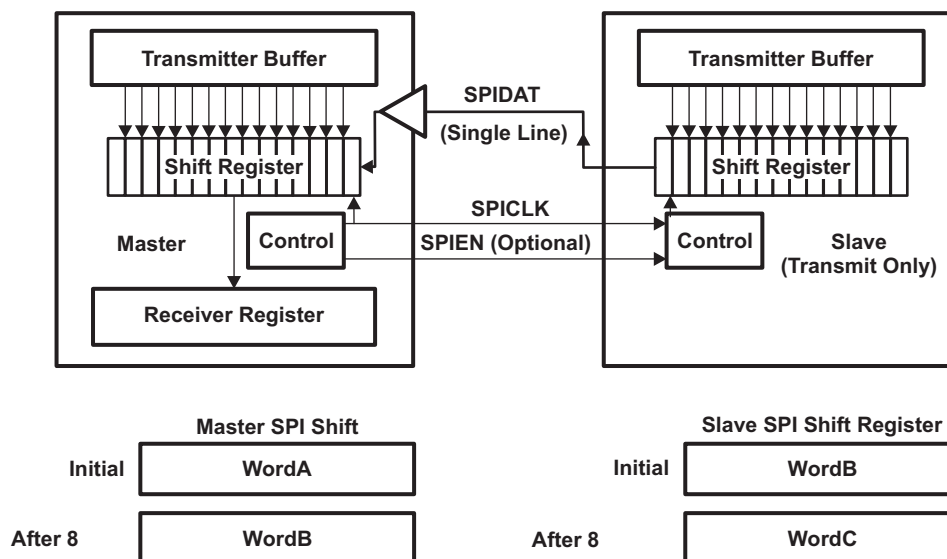 Transmitter Buffer
Transmitter Buffer
SPIDAT
(Single Line)
Shift Register
Shift Register
SPICLK
Master
Control
SPIEN (Optional)
Control
Slave
(Transmit Only)
Receiver Register
Master SPI Shift
Slave SPI Shift Register
Initial
WordA
Initial
WordB
After 8
WordB
After 8
WordC